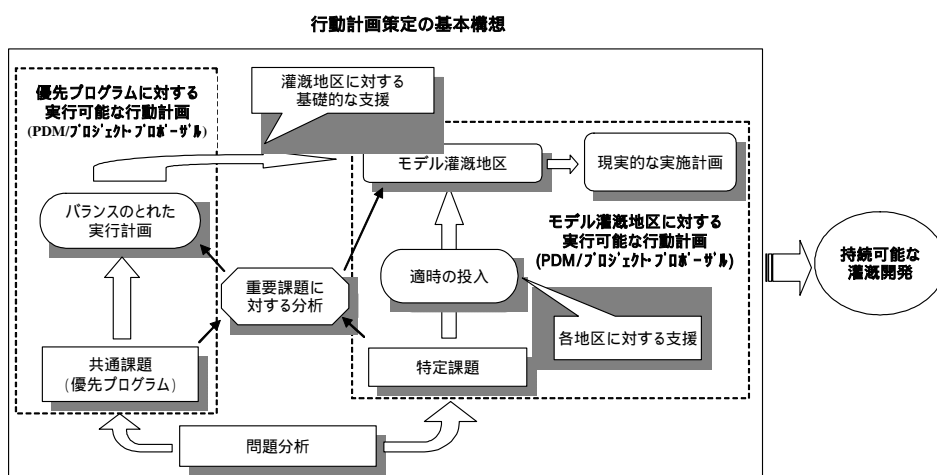 行動計画策定の基本構想
優先プログラムに対する
実行可能な行動計画
(PDM/ﾌﾟﾛｼﾞｪｸﾄ･ﾌﾟﾛﾎﾟｰｻﾞﾙ)
灌漑地区に対する
基礎的な支援
モデル灌漑地区
現実的な実施計画
バランスのとれた
実行計画
モデル灌漑地区に対する
実行可能な行動計画
(PDM/ﾌﾟﾛｼﾞｪｸﾄ･ﾌﾟﾛﾎﾟｰｻﾞﾙ)
持続可能な
灌漑開発
重要課題に
対する分析
適時の投入
各地区に対する支援
共通課題
(優先プログラム)
特定課題
問題分析